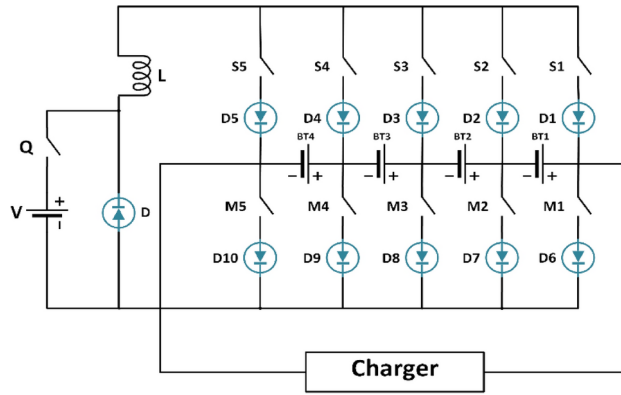 L
S5 S4 S3 S2 S1
D5 D4 D3 D2 D1
Q
BT4 BT3 BT2 BT1
− + − + − + − +
V + −
D
M5 M4 M3 M2 M1
D10 D9 D8 D7 D6
Charger